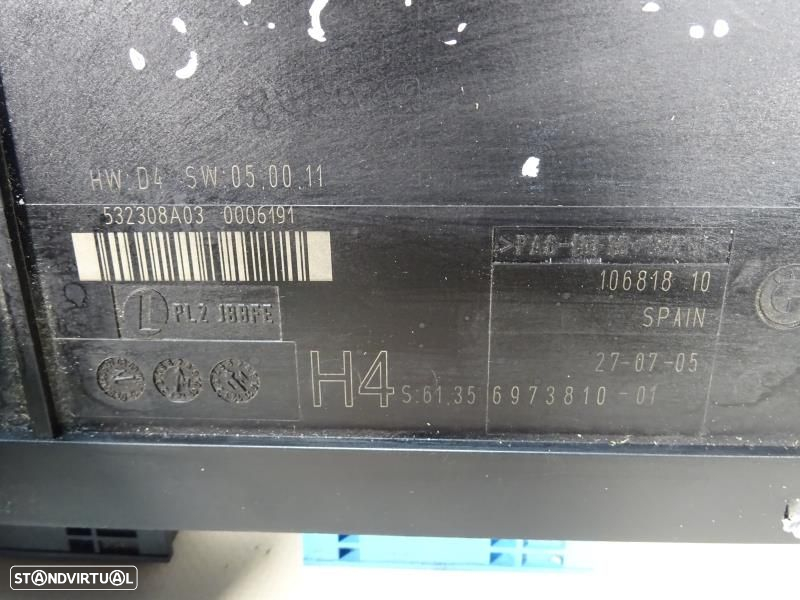 HW:D4 SW:05.00.11
532308A03 0006191
106818 10
L PL2 JBBFE
SPAIN
27-07-05
H4 S:61.35 6973810-01
STANDVIRTUAL